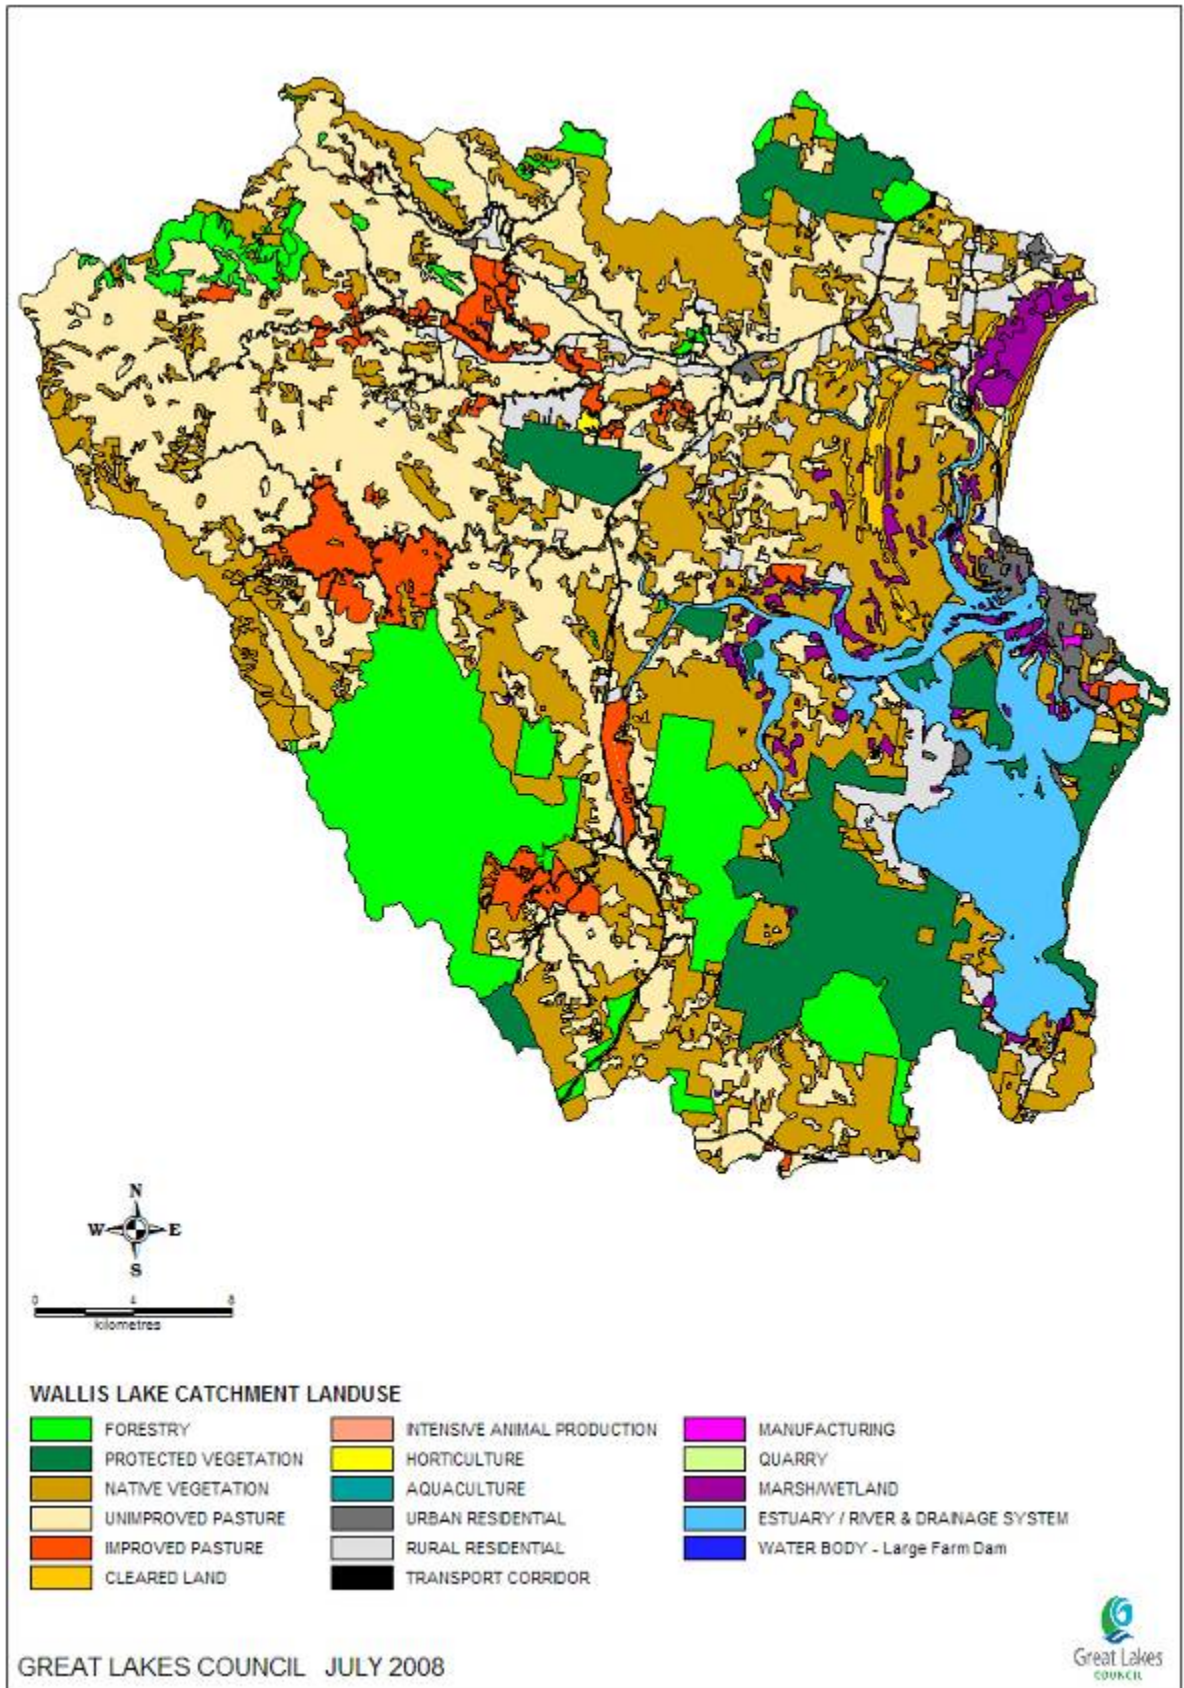 N
W E
S
0 4 8
kilometres
WALLIS LAKE CATCHMENT LANDUSE
FORESTRY
PROTECTED VEGETATION
NATIVE VEGETATION
UNIMPROVED PASTURE
IMPROVED PASTURE
CLEARED LAND
INTENSIVE ANIMAL PRODUCTION
HORTICULTURE
AQUACULTURE
URBAN RESIDENTIAL
RURAL RESIDENTIAL
TRANSPORT CORRIDOR
MANUFACTURING
QUARRY
MARSH/WETLAND
ESTUARY / RIVER & DRAINAGE SYSTEM
WATER BODY - Large Farm Dam
GREAT LAKES COUNCIL JULY 2008
Great Lakes
COUNCIL